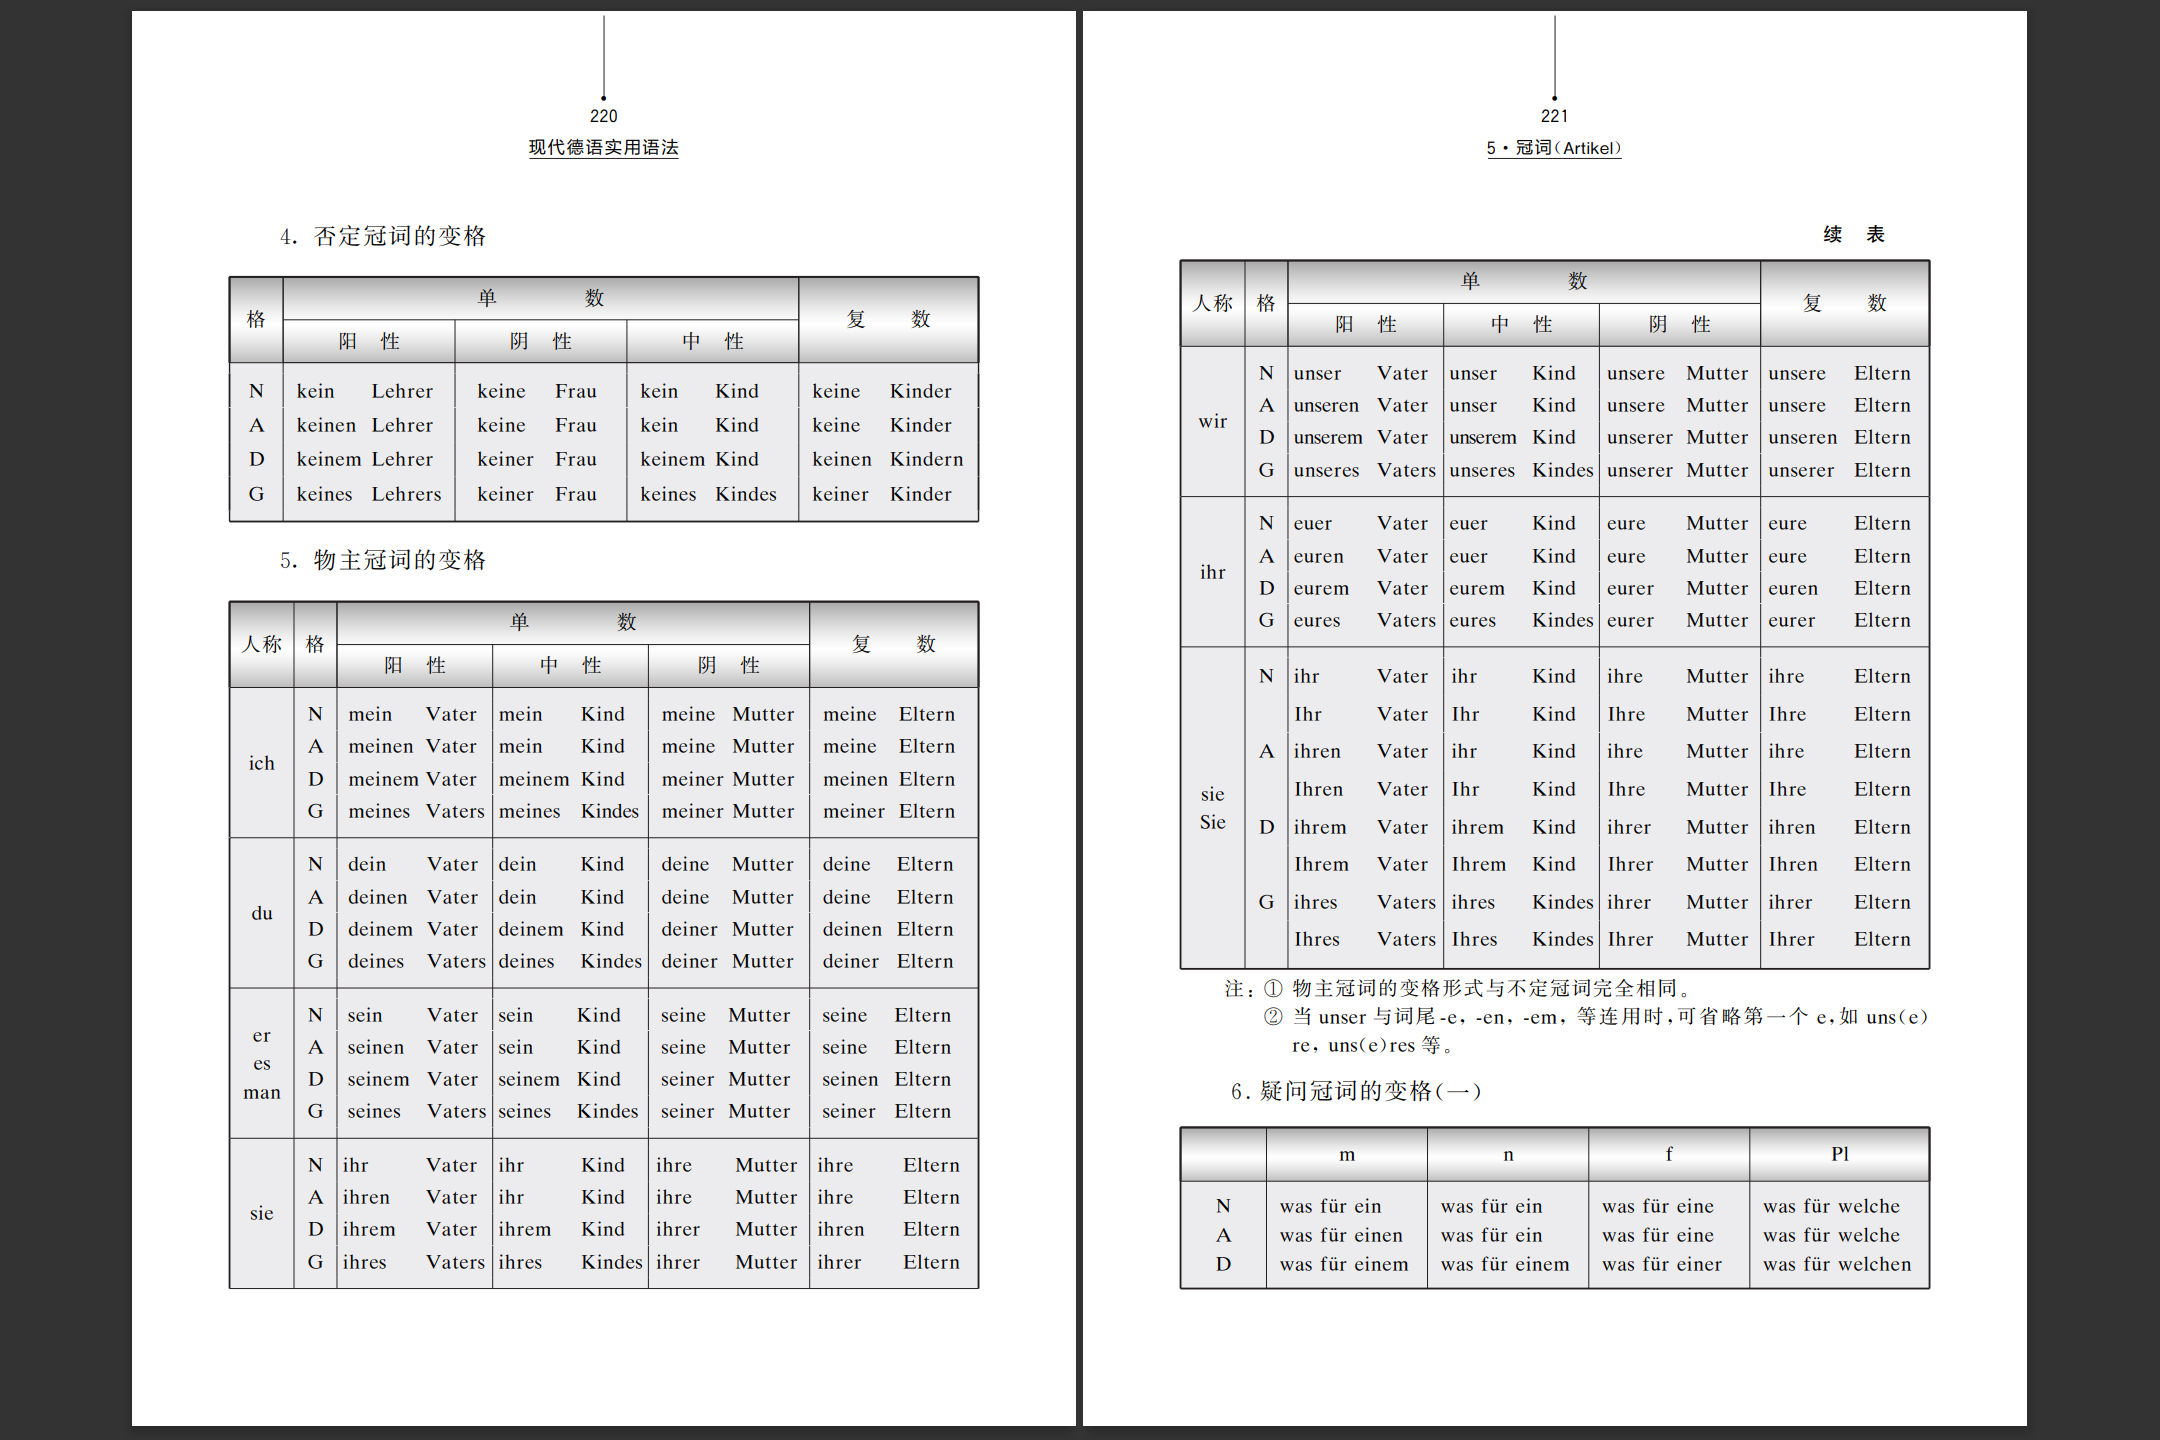 220
现代德语实用语法
4. 否定冠词的变格
格 单 数 复 数
阳 性 阴 性 中 性
N kein Lehrer keine Frau kein Kind keine Kinder
A keinen Lehrer keine Frau kein Kind keine Kinder
D keinem Lehrer keiner Frau keinem Kind keinen Kindern
G keines Lehrers keiner Frau keines Kindes keiner Kinder
5. 物主冠词的变格
人称 格 单 数 复 数
阳 性 中 性 阴 性
ich
N mein Vater mein Kind meine Mutter meine Eltern
A meinen Vater mein Kind meine Mutter meine Eltern
D meinem Vater meinem Kind meiner Mutter meinen Eltern
G meines Vaters meines Kindes meiner Mutter meiner Eltern
du
N dein Vater dein Kind deine Mutter deine Eltern
A deinen Vater dein Kind deine Mutter deine Eltern
D deinem Vater deinem Kind deiner Mutter deinen Eltern
G deines Vaters deines Kindes deiner Mutter deiner Eltern
er
es
man
N sein Vater sein Kind seine Mutter seine Eltern
A seinen Vater sein Kind seine Mutter seine Eltern
D seinem Vater seinem Kind seiner Mutter seinen Eltern
G seines Vaters seines Kindes seiner Mutter seiner Eltern
sie
N ihr Vater ihr Kind ihre Mutter ihre Eltern
A ihren Vater ihr Kind ihre Mutter ihre Eltern
D ihrem Vater ihrem Kind ihrer Mutter ihren Eltern
G ihres Vaters ihres Kindes ihrer Mutter ihrer Eltern
221
5·冠词(Artikel)
续 表
人称 格 单 数 复 数
阳 性 中 性 阴 性
wir
N unser Vater unser Kind unsere Mutter unsere Eltern
A unseren Vater unser Kind unsere Mutter unsere Eltern
D unserem Vater unserem Kind unserer Mutter unseren Eltern
G unseres Vaters unseres Kindes unserer Mutter unserer Eltern
ihr
N euer Vater euer Kind eure Mutter eure Eltern
A euren Vater euer Kind eure Mutter eure Eltern
D eurem Vater eurem Kind eurer Mutter euren Eltern
G eures Vaters eures Kindes eurer Mutter eurer Eltern
sie
Sie
N ihr Vater ihr Kind ihre Mutter ihre Eltern
Ihr Vater Ihr Kind Ihre Mutter Ihre Eltern
A ihren Vater ihr Kind ihre Mutter ihre Eltern
Ihren Vater Ihr Kind Ihre Mutter Ihre Eltern
D ihrem Vater ihrem Kind ihrer Mutter ihren Eltern
Ihrem Vater Ihrem Kind Ihrer Mutter Ihren Eltern
G ihres Vaters ihres Kindes ihrer Mutter ihrer Eltern
Ihres Vaters Ihres Kindes Ihrer Mutter Ihrer Eltern
注：① 物主冠词的变格形式与不定冠词完全相同。
② 当 unser 与词尾 -e, -en, -em, 等连用时,可省略第一个 e,如 uns(e)
re, uns(e)res 等。
6. 疑问冠词的变格(一)
m n f Pl
N was für ein was für ein was für eine was für welche
A was für einen was für ein was für eine was für welche
D was für einem was für einem was für einer was für welchen